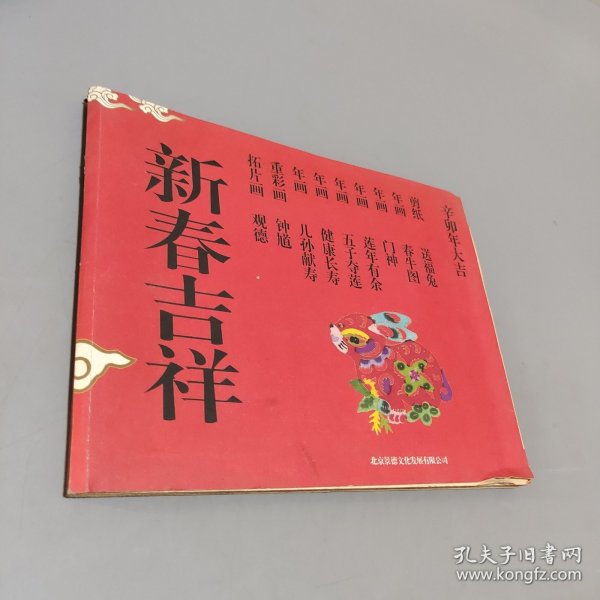 新春吉祥
辛卯年大吉
剪纸 送福兔
年画 春牛图
年画 门神
年画 莲年有余
年画 五子夺莲
年画 健康长寿
年画 儿孙献寿
重彩画 钟馗
拓片画 观德
北京景德文化发展有限公司
孔夫子旧书网
www.kongfz.com